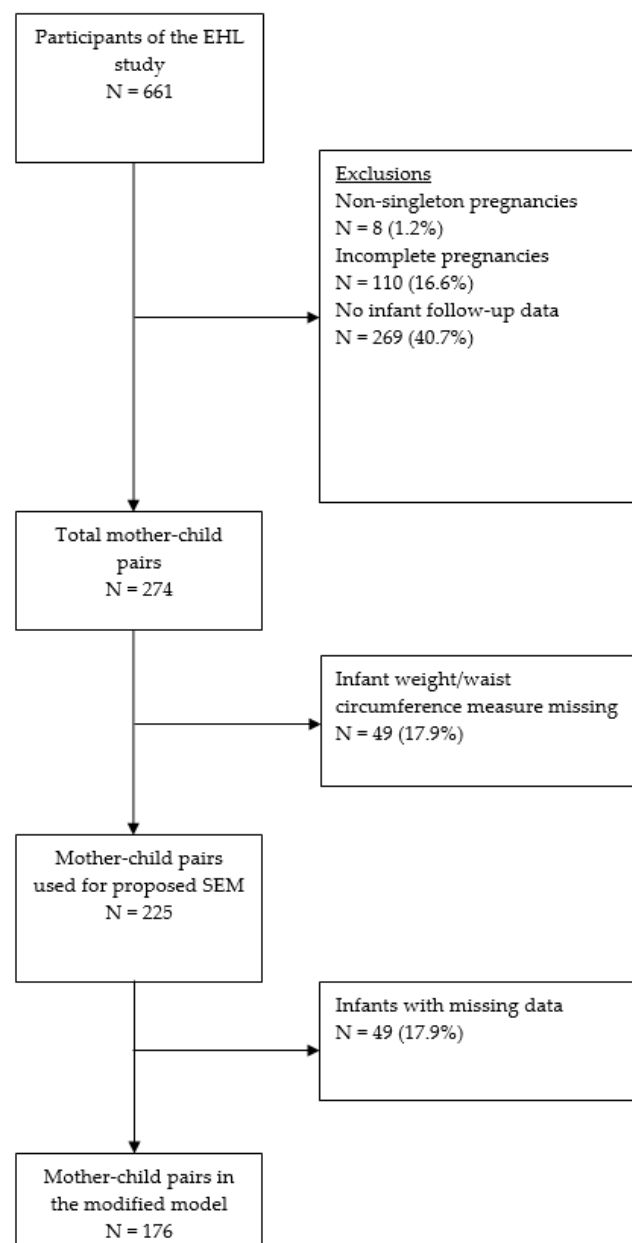 Participants of the EHL
study
N = 661
Exclusions
Non-singleton pregnancies
N = 8 (1.2%)
Incomplete pregnancies
N = 110 (16.6%)
No infant follow-up data
N = 269 (40.7%)
Total mother-child
pairs
N = 274
Infant weight/waist
circumference measure missing
N = 49 (17.9%)
Mother-child pairs
used for proposed SEM
N = 225
Infants with missing data
N = 49 (17.9%)
Mother-child pairs in
the modified model
N = 176